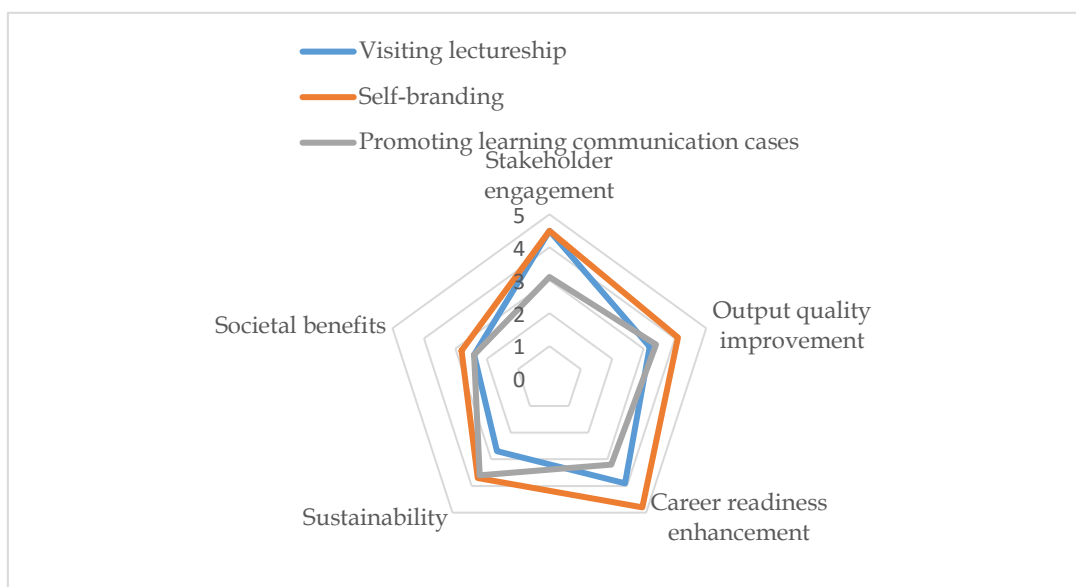 Visiting lectureship
Self-branding
Promoting learning communication cases
Stakeholder
engagement
5
4
3
2
1
0
Output quality
improvement
Societal benefits
Career readiness
enhancement
Sustainability